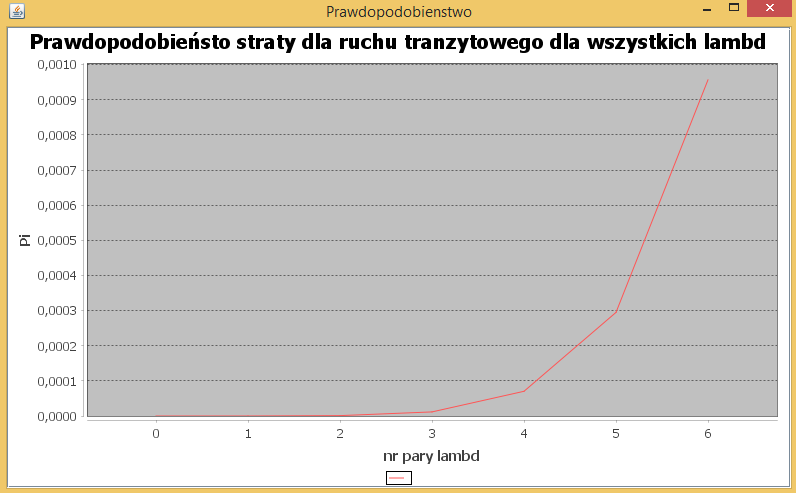 Prawdopodobienstwo
Prawdopodobieństo straty dla ruchu tranzytowego dla wszystkich lambd
0,0010
0,0009
0,0008
0,0007
0,0006
0,0005
0,0004
0,0003
0,0002
0,0001
0,0000
Pi
0 1 2 3 4 5 6
nr pary lambd